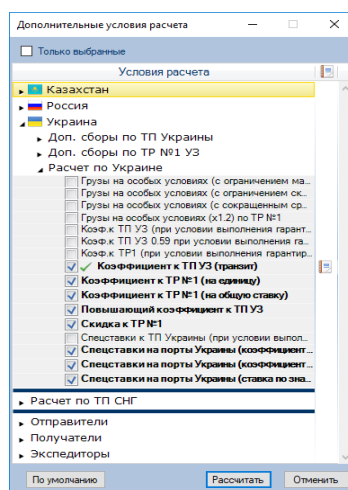 Дополнительные условия расчета
Только выбранные
Условия расчета
Казахстан
Россия
Украина
Доп. сборы по ТП Украины
Доп. сборы по ТР №1 УЗ
Расчет по Украине
Грузы на особых условиях (с ограничением ма...
Грузы на особых условиях (с ограничением ск...
Грузы на особых условиях (с сокращенным ср...
Грузы на особых условиях (x1.2) по ТР №1
Коэф.к ТП УЗ (при условии выполнения гарант...
Коэф.к ТП УЗ 0.59 при условии выполнения га...
Коэф.к ТР1 (при условии выполнения гарантир...
Коэффициент к ТП УЗ (транзит)
Коэффициент к ТР №1 (на единицу)
Коэффициент к ТР №1 (на общую ставку)
Повышающий коэффициент к ТП УЗ
Скидка к ТР №1
Спецставки к ТП Украины (при условии выпол...
Спецставки на порты Украины (коэффициент ...
Спецставки на порты Украины (коэффициент...
Спецставки на порты Украины (ставка по зна...
Расчет по ТП СНГ
Отправители
Получатели
Экспедиторы
По умолчанию Рассчитать Отменить